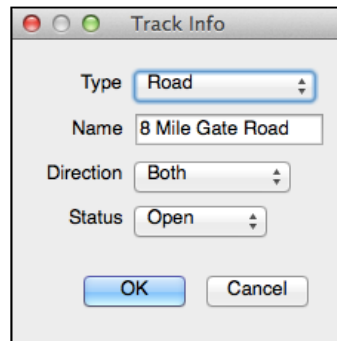 Track Info
Type Road
Name 8 Mile Gate Road
Direction Both
Status Open
OK Cancel